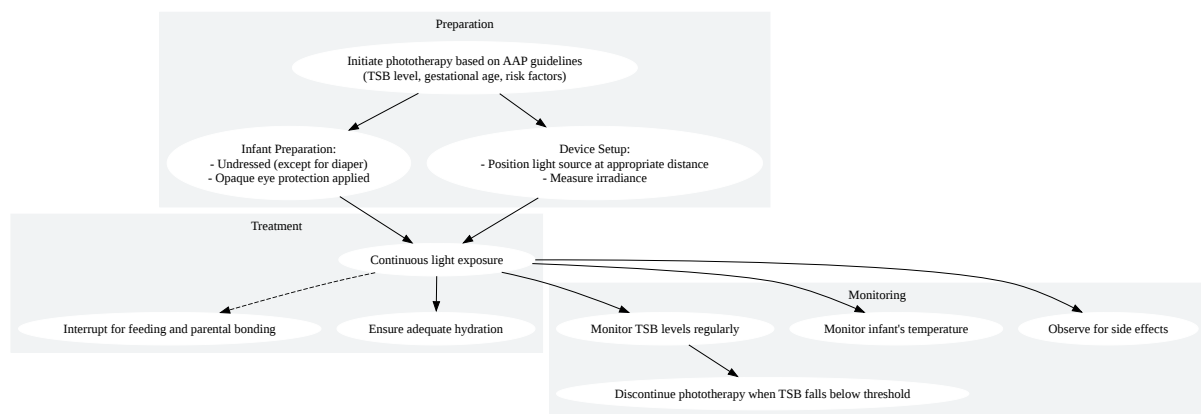 Preparation
Initiate phototherapy based on AAP guidelines
(TSB level, gestational age, risk factors)
Infant Preparation:
- Undressed (except for diaper)
- Opaque eye protection applied
Device Setup:
- Position light source at appropriate distance
- Measure irradiance
Treatment
Continuous light exposure
Interrupt for feeding and parental bonding
Ensure adequate hydration
Monitoring
Monitor TSB levels regularly
Monitor infant's temperature
Observe for side effects
Discontinue phototherapy when TSB falls below threshold